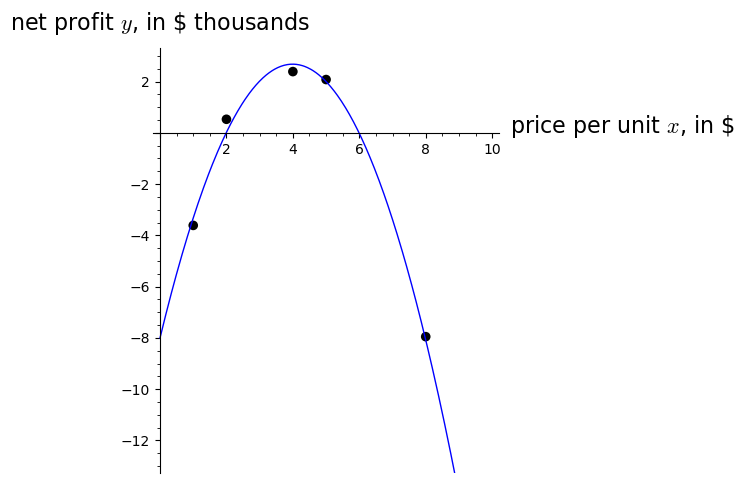 net profit y, in $ thousands
2
price per unit x, in $
2 4 6 8 10
−2
−4
−6
−8
−10
−12